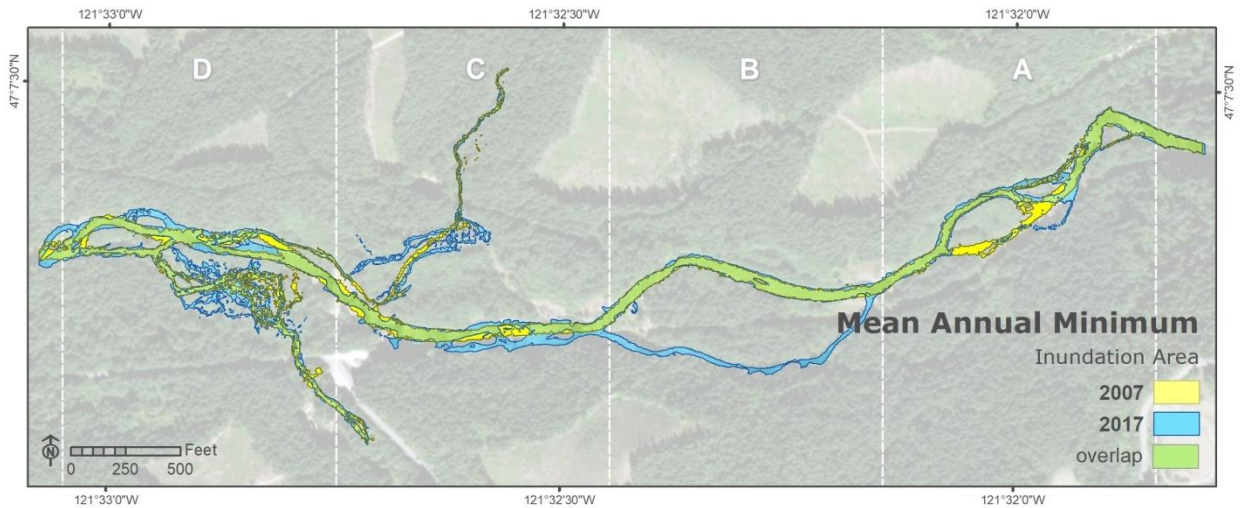 121°33'0"W 121°32'30"W 121°32'0"W
47°7'30"N
47°7'30"N
D C B A
Mean Annual Minimum
Inundation Area
2007
2017
overlap
N
Feet
0 250 500
121°33'0"W 121°32'30"W 121°32'0"W